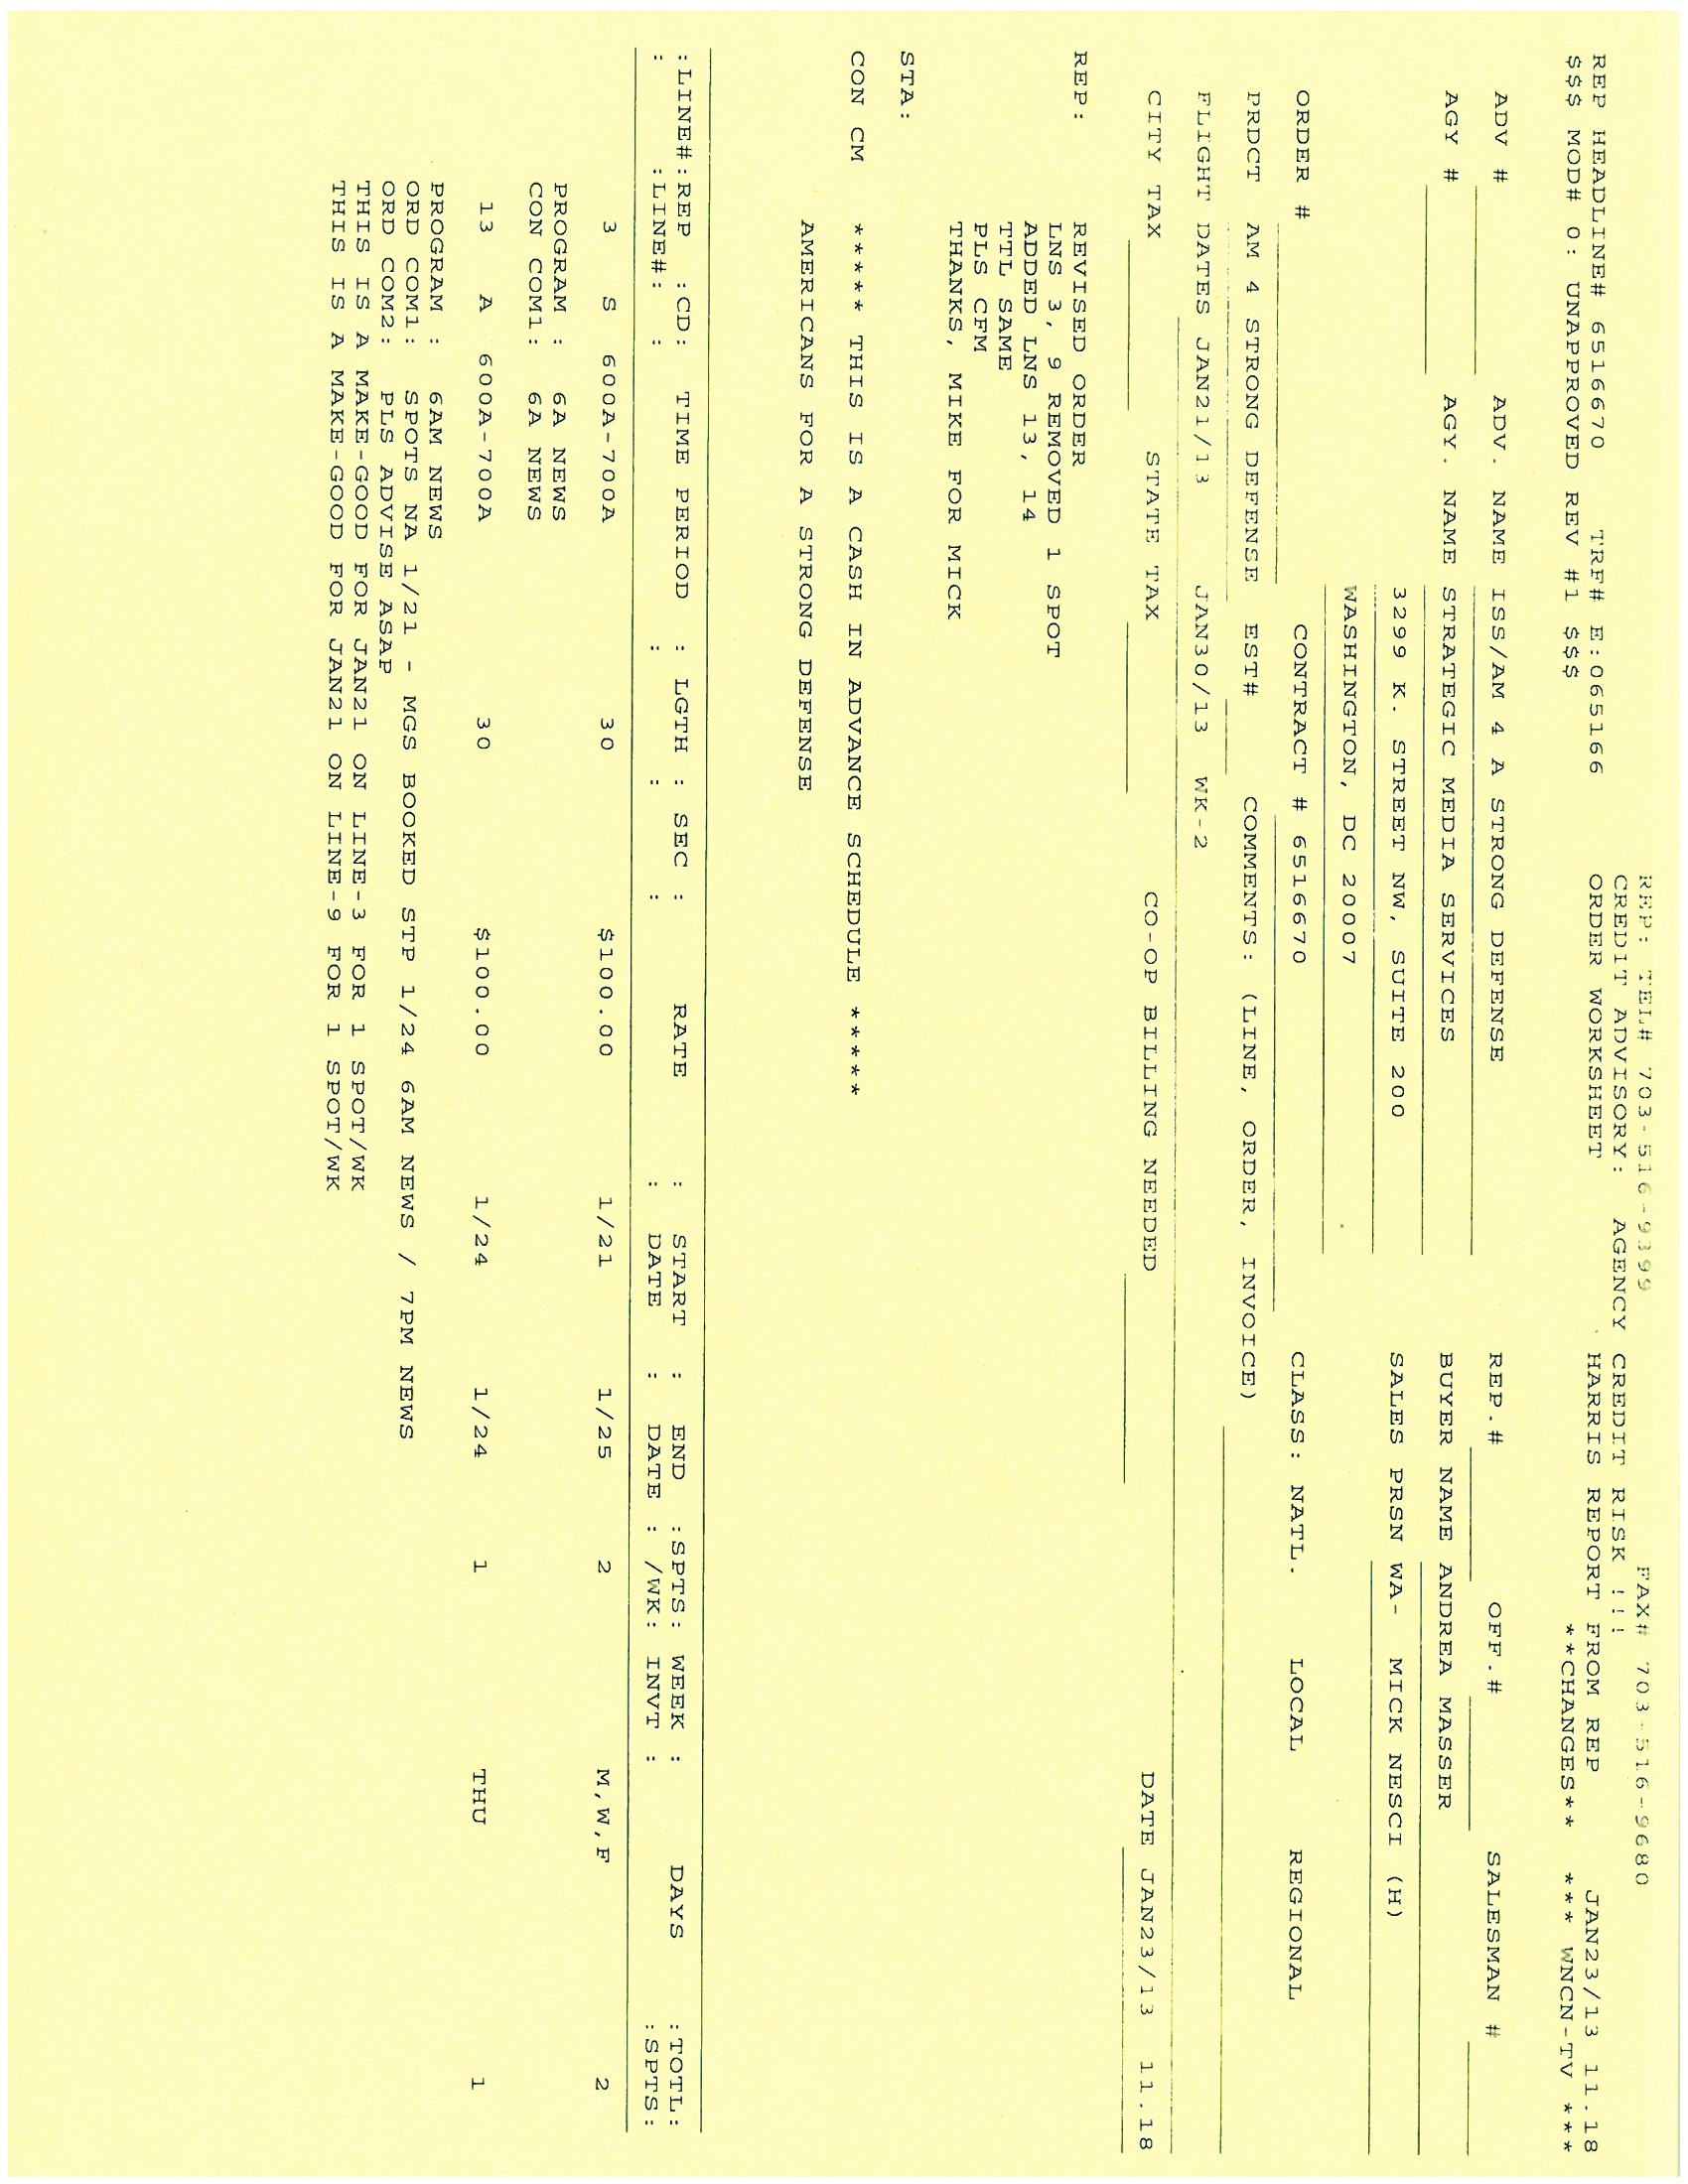 REP: TEL# 703-516-9399 FAX# 703-516-9680
CREDIT ADVISORY: AGENCY CREDIT RISK !!!
REP HEADLINE# 6516670 TRF# E:065166 ORDER WORKSHEET HARRIS REPORT FROM REP JAN23/13 11.18
$$$ MOD# 0: UNAPPROVED REV #1 $$$ **CHANGES** *** WNCN-TV ***
ADV # ADV. NAME ISS/AM 4 A STRONG DEFENSE REP.# OFF.# SALESMAN #
AGY # AGY. NAME STRATEGIC MEDIA SERVICES BUYER NAME ANDREA MASSER
3299 K. STREET NW, SUITE 200 SALES PRSN WA- MICK NESCI (H)
WASHINGTON, DC 20007
ORDER # CONTRACT # 6516670 CLASS: NATL. LOCAL REGIONAL
PRDCT AM 4 STRONG DEFENSE EST# COMMENTS: (LINE, ORDER, INVOICE)
FLIGHT DATES JAN21/13 JAN30/13 WK-2
CITY TAX STATE TAX CO-OP BILLING NEEDED DATE JAN23/13 11.18
REP: REVISED ORDER
LNS 3, 9 REMOVED 1 SPOT
ADDED LNS 13, 14
TTL SAME
PLS CFM
THANKS, MIKE FOR MICK
STA:
CON CM ***** THIS IS A CASH IN ADVANCE SCHEDULE *****
AMERICANS FOR A STRONG DEFENSE
:LINE#:REP :CD: TIME PERIOD : LGTH : SEC : RATE : START : END :SPTS: WEEK : DAYS :TOTL:
: :LINE#: : : : : : DATE : DATE : /WK: INVT : :SPTS:
3 S 600A-700A 30 $100.00 1/21 1/25 2 M,W,F 2
PROGRAM : 6A NEWS
CON COM1: 6A NEWS
13 A 600A-700A 30 $100.00 1/24 1/24 1 THU 1
PROGRAM : 6AM NEWS
ORD COM1: SPOTS NA 1/21 - MGS BOOKED STP 1/24 6AM NEWS / 7PM NEWS
ORD COM2: PLS ADVISE ASAP
THIS IS A MAKE-GOOD FOR JAN21 ON LINE-3 FOR 1 SPOT/WK
THIS IS A MAKE-GOOD FOR JAN21 ON LINE-9 FOR 1 SPOT/WK